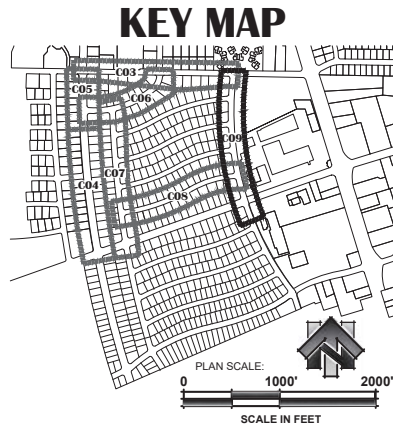 KEY MAP
C03
C05
C06
C09
C07
C04
C08
PLAN SCALE:
0 1000' 2000'
SCALE IN FEET
N